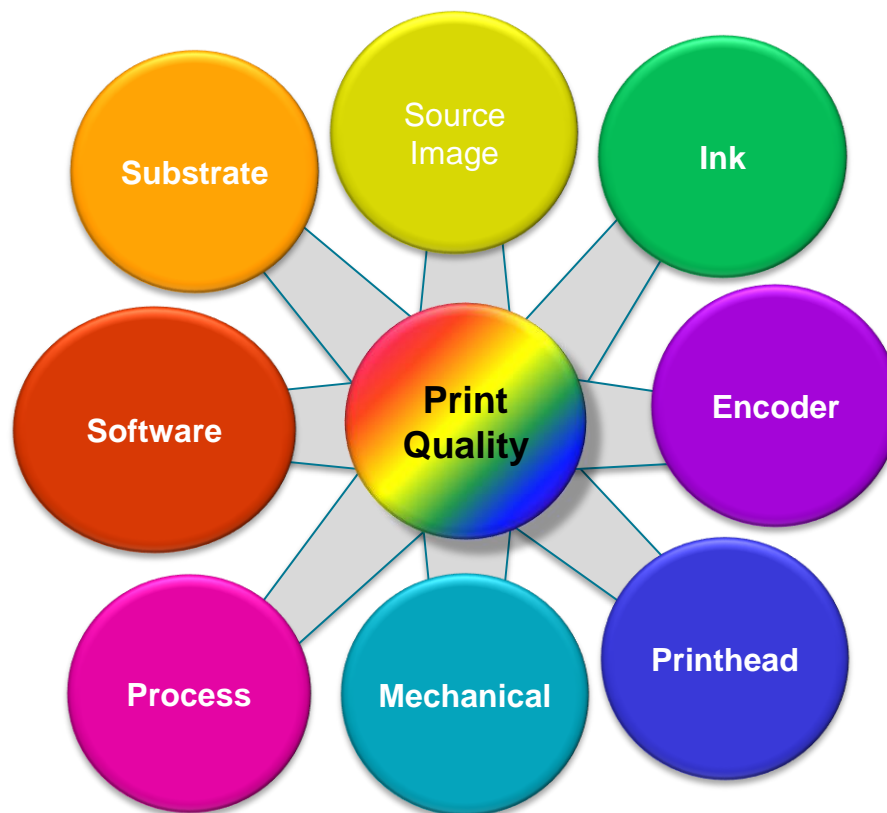 Source
Image
Substrate
Ink
Print
Quality
Software
Encoder
Process
Mechanical
Printhead